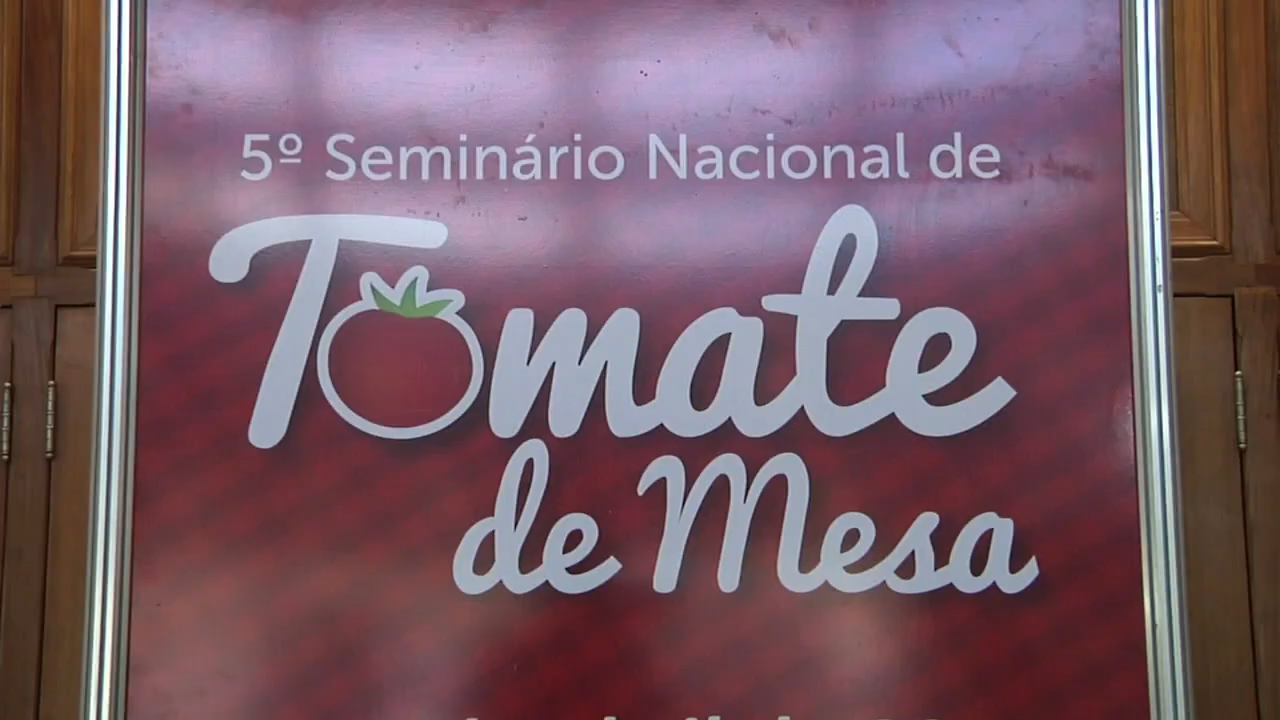 5º Seminário Nacional de
Tomate
de Mesa